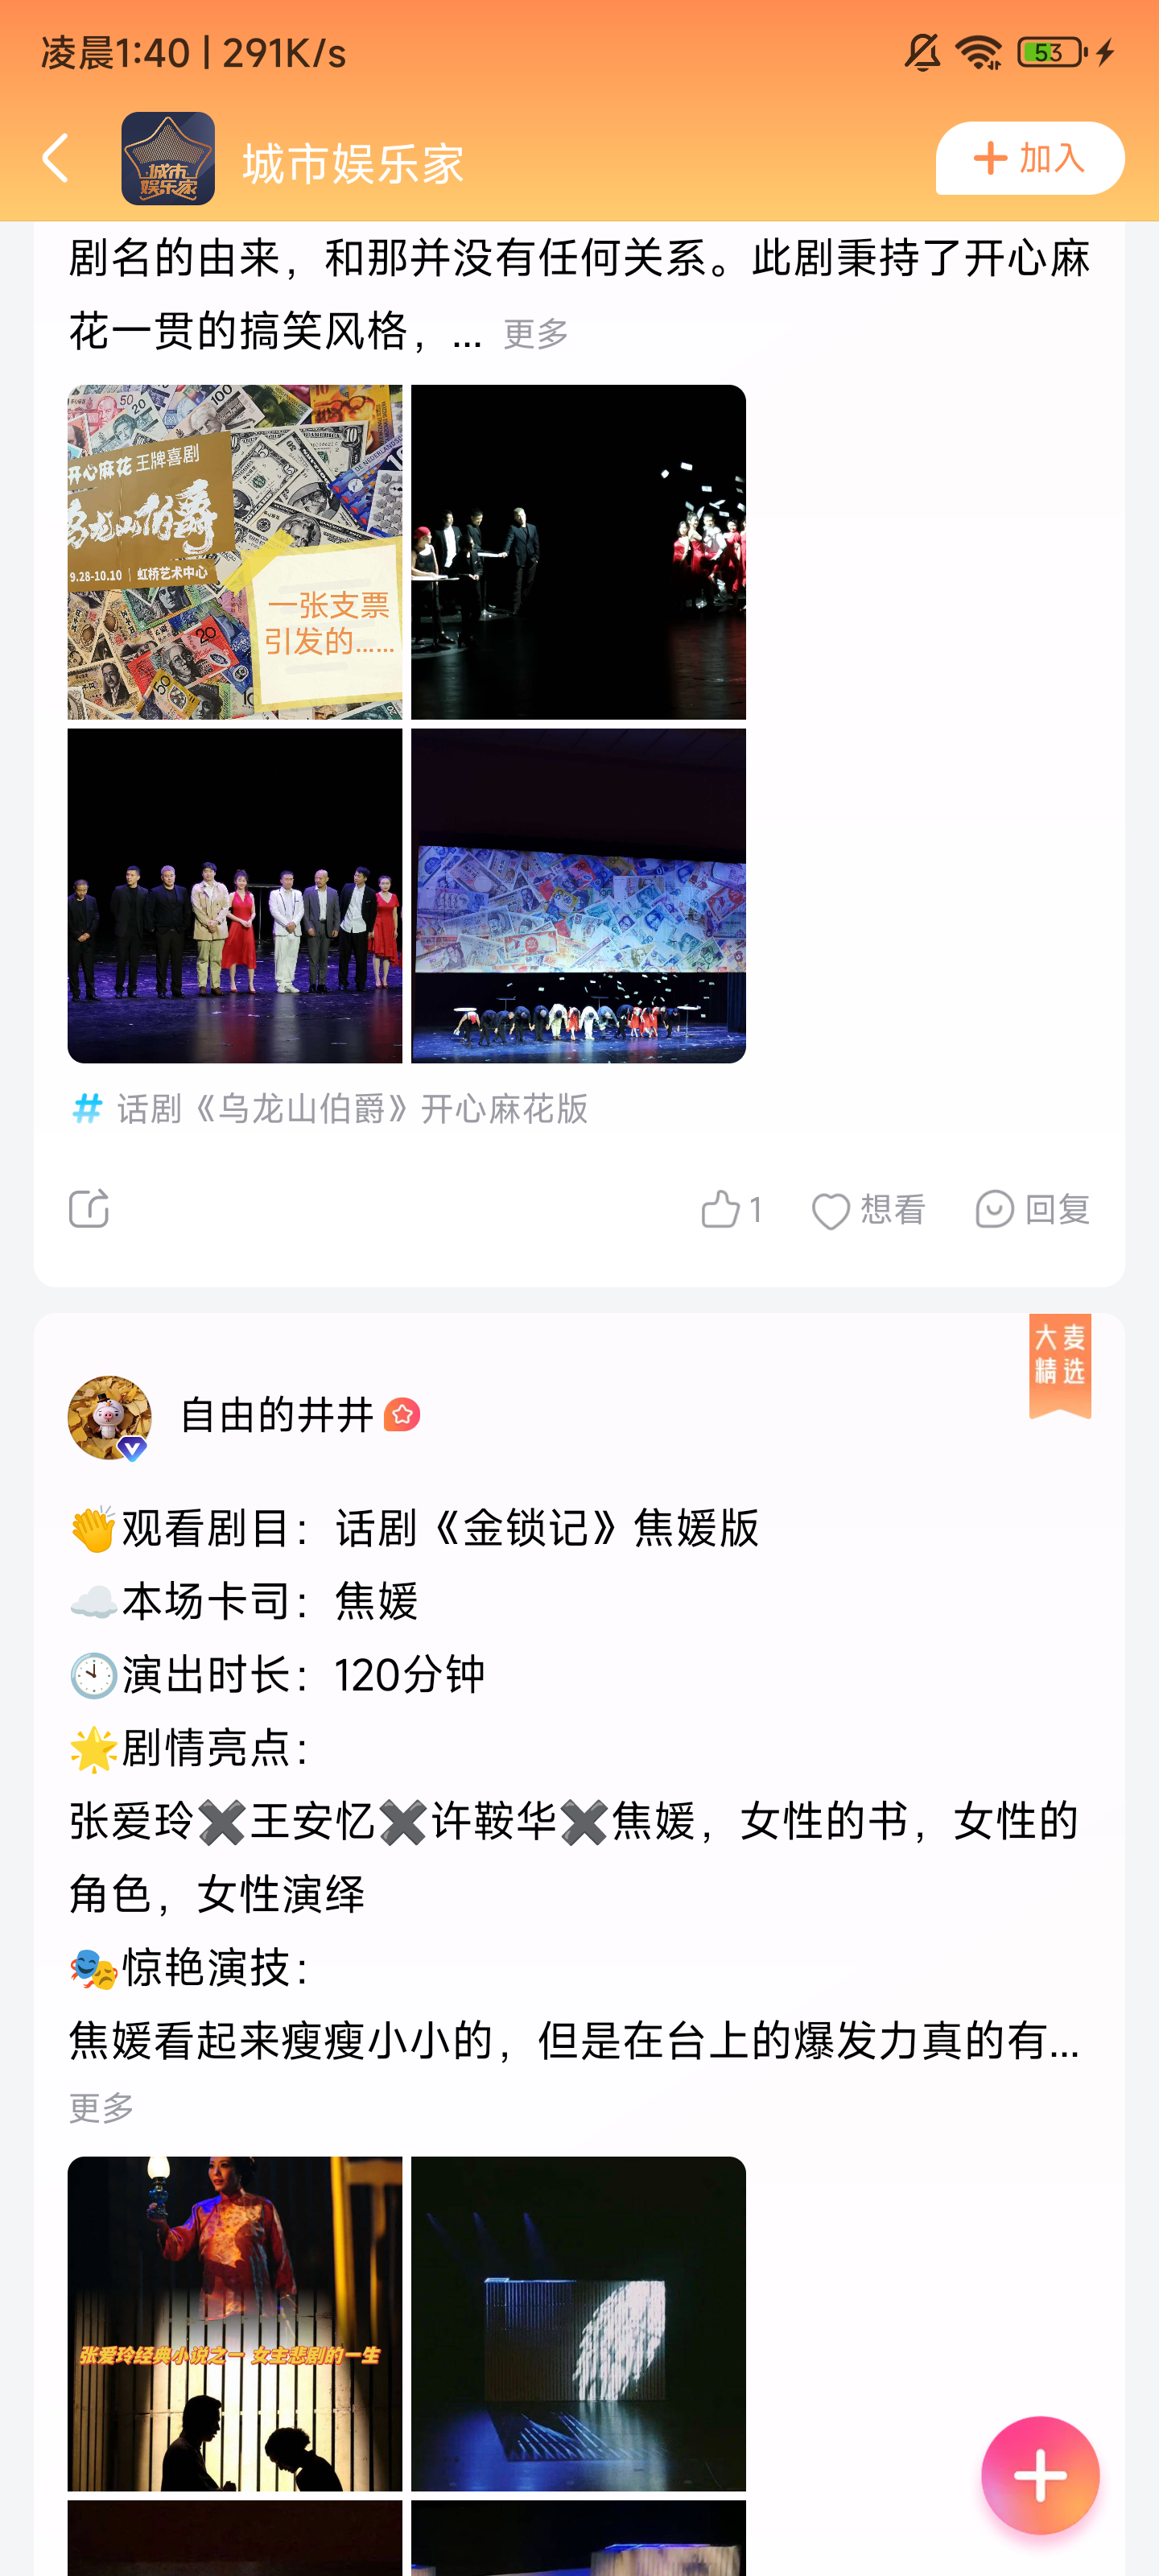 凌晨1:40 | 291K/s
53
城市
娱乐家
城市娱乐家
加入
剧名的由来，和那并没有任何关系。此剧秉持了开心麻
花一贯的搞笑风格，... 更多
开心麻花 王牌喜剧
乌龙山伯爵
9.28-10.10 | 虹桥艺术中心
一张支票
引发的......
# 话剧《乌龙山伯爵》开心麻花版
1
想看
回复
大麦
精选
自由的井井
👏观看剧目：话剧《金锁记》焦媛版
☁️本场卡司：焦媛
🕙演出时长：120分钟
🌟剧情亮点：
张爱玲✖️王安忆✖️许鞍华✖️焦媛，女性的书，女性的
角色，女性演绎
🎭惊艳演技：
焦媛看起来瘦瘦小小的，但是在台上的爆发力真的有...
更多
张爱玲经典小说之一 女主悲剧的一生